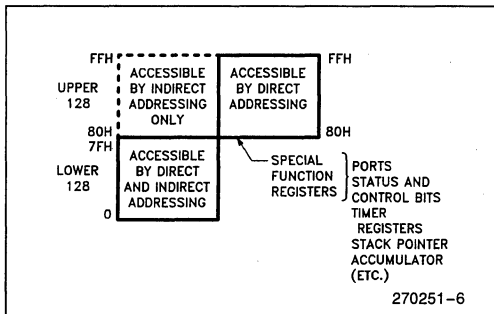 FFH
UPPER
128
80H
7FH
LOWER
128
0
ACCESSIBLE
BY INDIRECT
ADDRESSING
ONLY
ACCESSIBLE
BY DIRECT
AND INDIRECT
ADDRESSING
ACCESSIBLE
BY DIRECT
ADDRESSING
FFH
80H
SPECIAL
FUNCTION
REGISTERS
PORTS
STATUS AND
CONTROL BITS
TIMER
REGISTERS
STACK POINTER
ACCUMULATOR
(ETC.)
270251-6